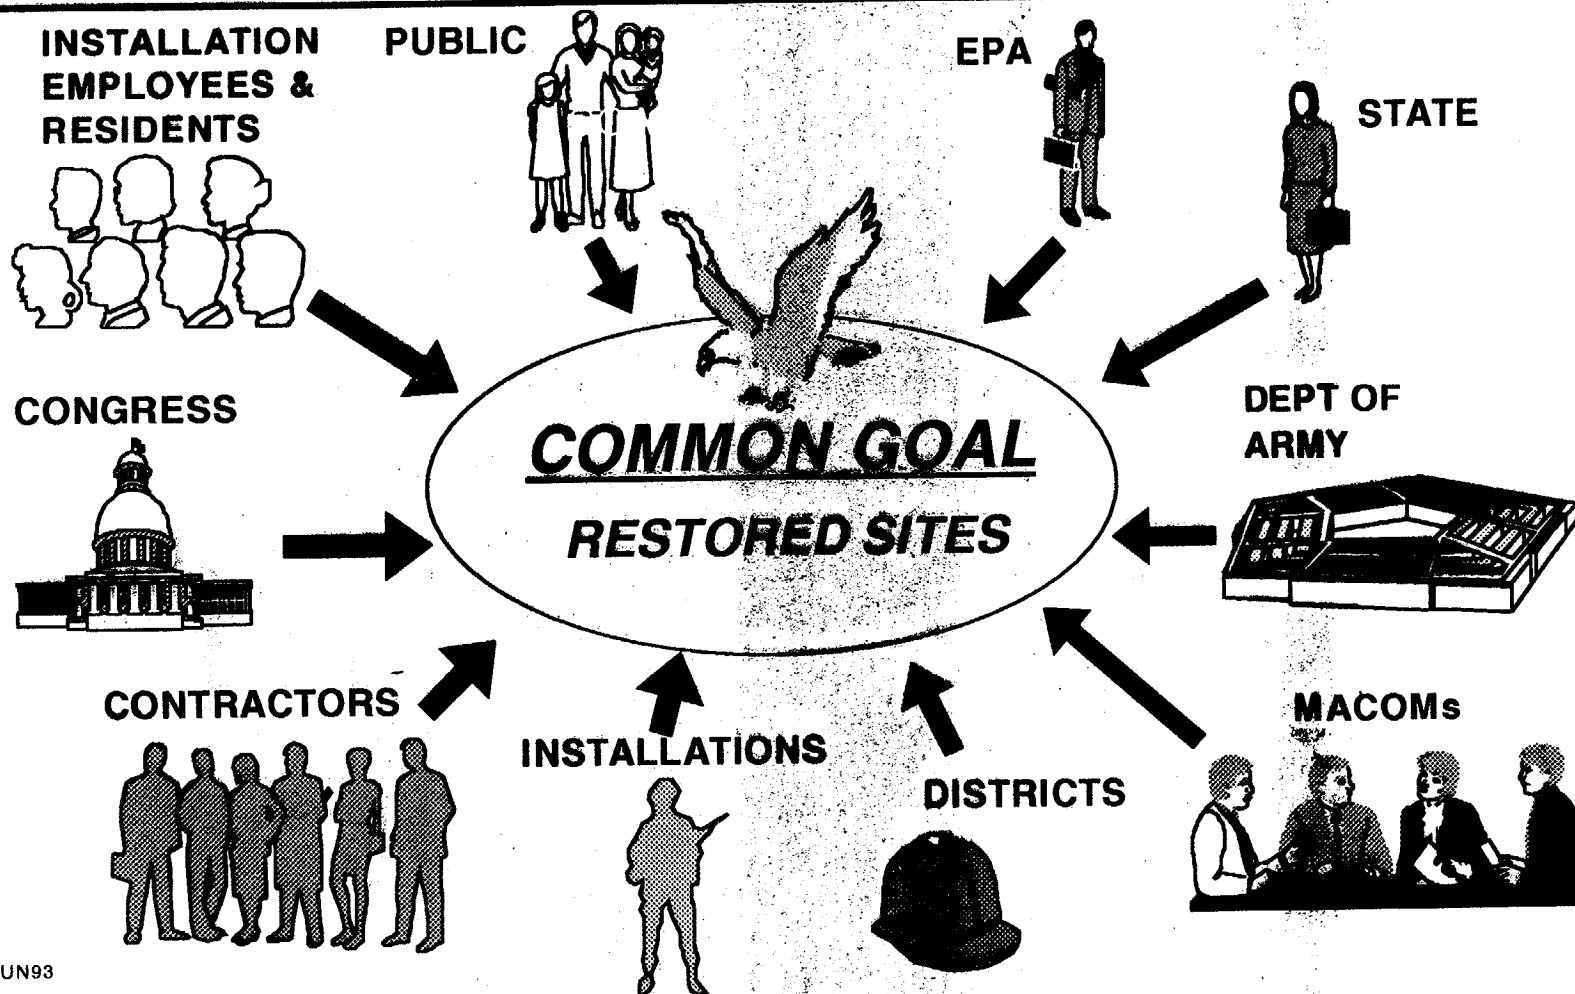 INSTALLATION
EMPLOYEES &
RESIDENTS
PUBLIC
EPA
STATE
CONGRESS
DEPT OF
ARMY
COMMON GOAL
RESTORED SITES
CONTRACTORS
INSTALLATIONS
DISTRICTS
MACOMs
UN93